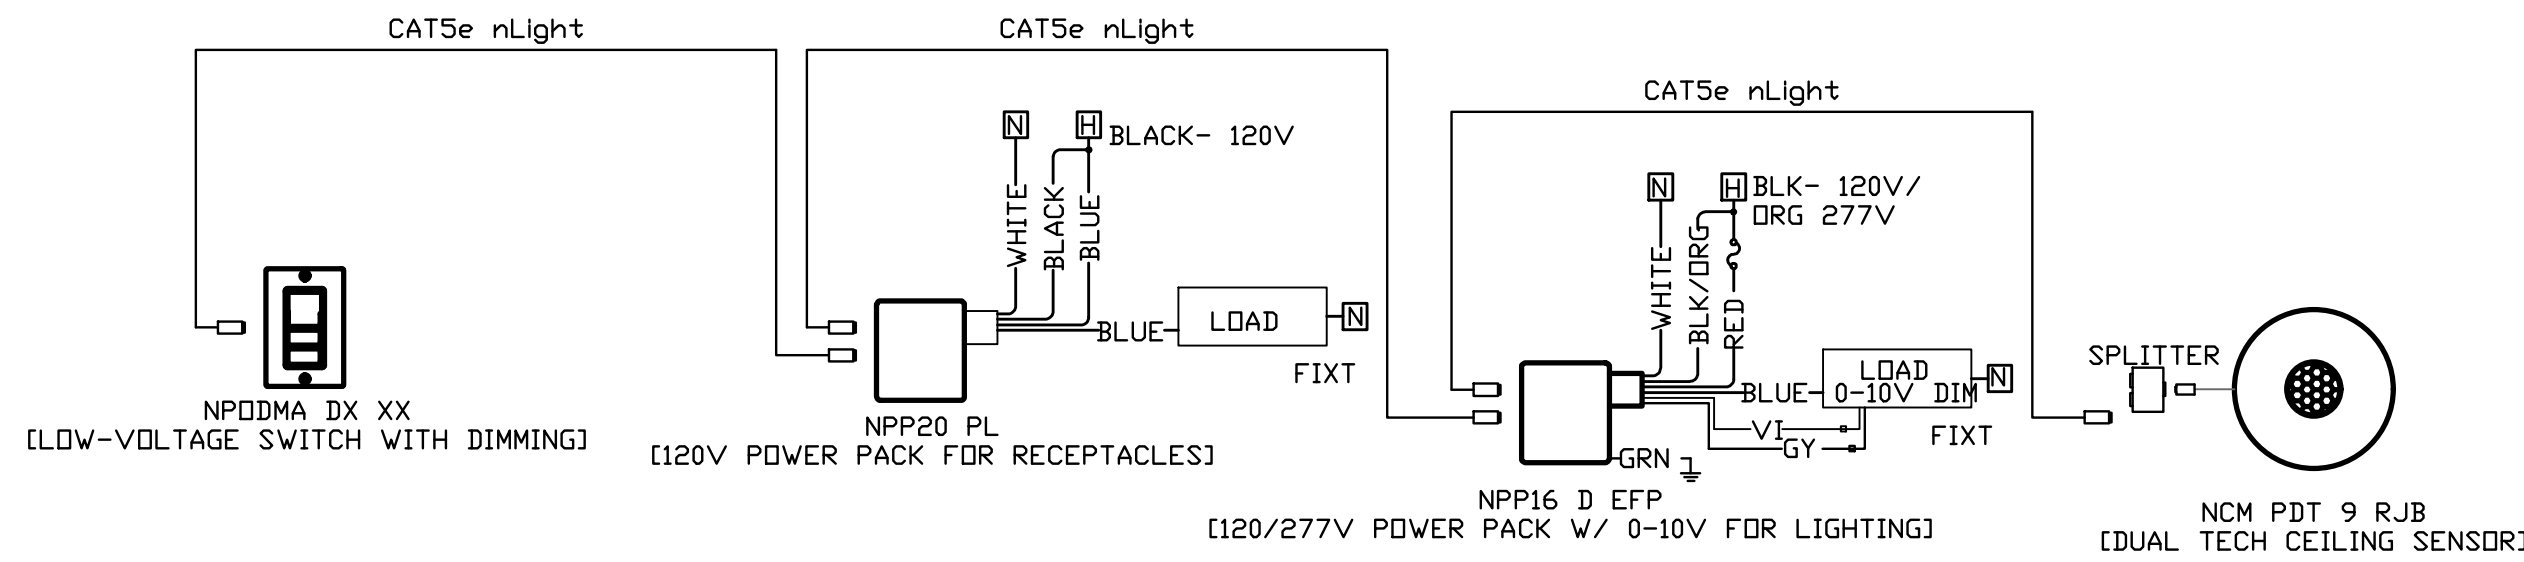 CAT5e nLight
CAT5e nLight
CAT5e nLight
N
H
BLACK- 120V
WHITE
BLACK
BLUE
N
H
BLK- 120V/
ORG 277V
WHITE
BLK/ORG
RED
BLUE
LOAD
N
FIXT
BLUE
LOAD
0-10V DIM
N
FIXT
VI
GY
GRN
SPLITTER
NPODMA DX XX
[LOW-VOLTAGE SWITCH WITH DIMMING]
NPP20 PL
[120V POWER PACK FOR RECEPTACLES]
NPP16 D EFP
[120/277V POWER PACK W/ 0-10V FOR LIGHTING]
NCM PDT 9 RJB
[DUAL TECH CEILING SENSOR]